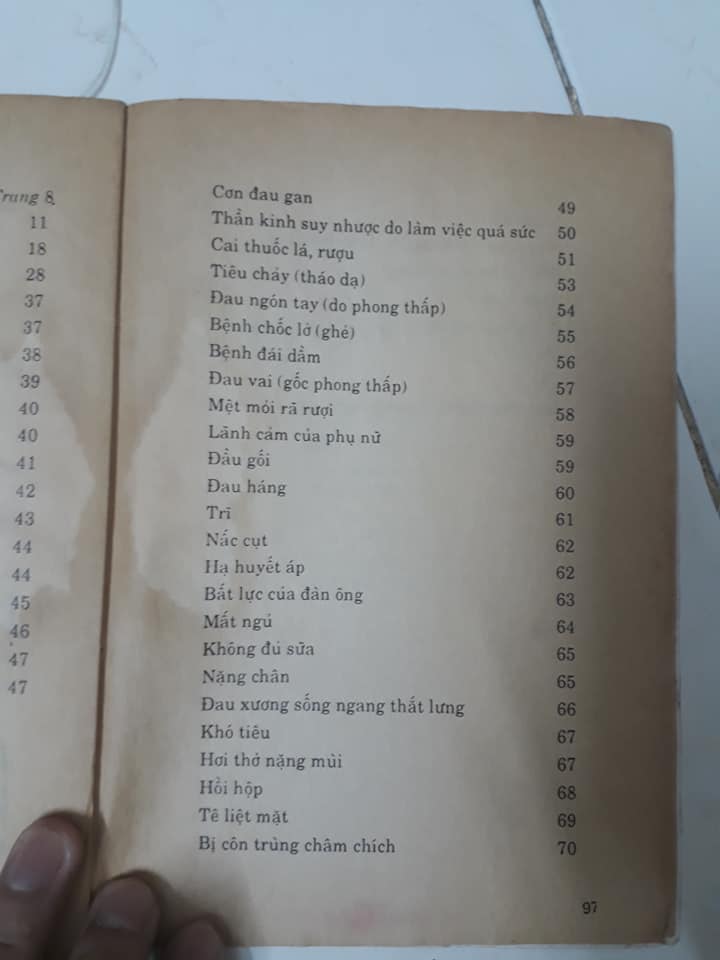 Trang 8
11
18
28
37
37
38
39
40
40
41
42
43
44
44
45
46
47
47
Cơn đau gan 49
Thần kinh suy nhược do làm việc quá sức 50
Cai thuốc lá, rượu 51
Tiêu chảy (tháo dạ) 53
Đau ngón tay (do phong thấp) 54
Bệnh chốc lở (ghẻ) 55
Bệnh đái dầm 56
Đau vai (gốc phong thấp) 57
Mệt mỏi rã rượi 58
Lãnh cảm của phụ nữ 59
Đầu gối 59
Đau háng 60
Trĩ 61
Nấc cụt 62
Hạ huyết áp 62
Bất lực của đàn ông 63
Mất ngủ 64
Không đủ sữa 65
Nặng chân 65
Đau xương sống ngang thắt lưng 66
Khó tiêu 67
Hơi thở nặng mùi 67
Hồi hộp 68
Tê liệt mặt 69
Bị côn trùng châm chích 70
97